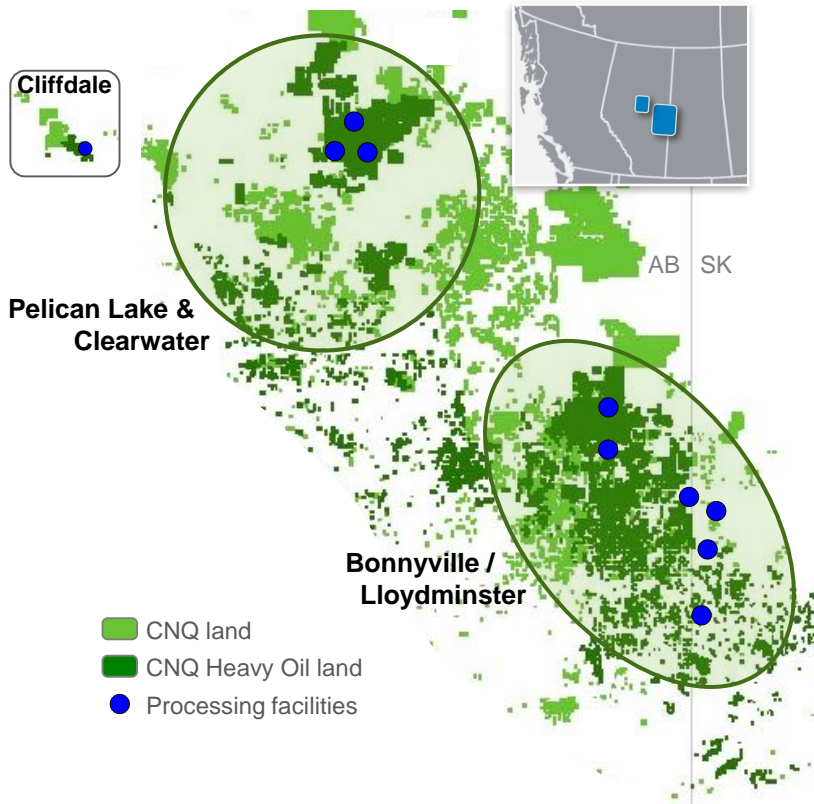 Cliffdale
AB
SK
Pelican Lake &
Clearwater
Bonnyville /
Lloydminster
CNQ land
CNQ Heavy Oil land
Processing facilities